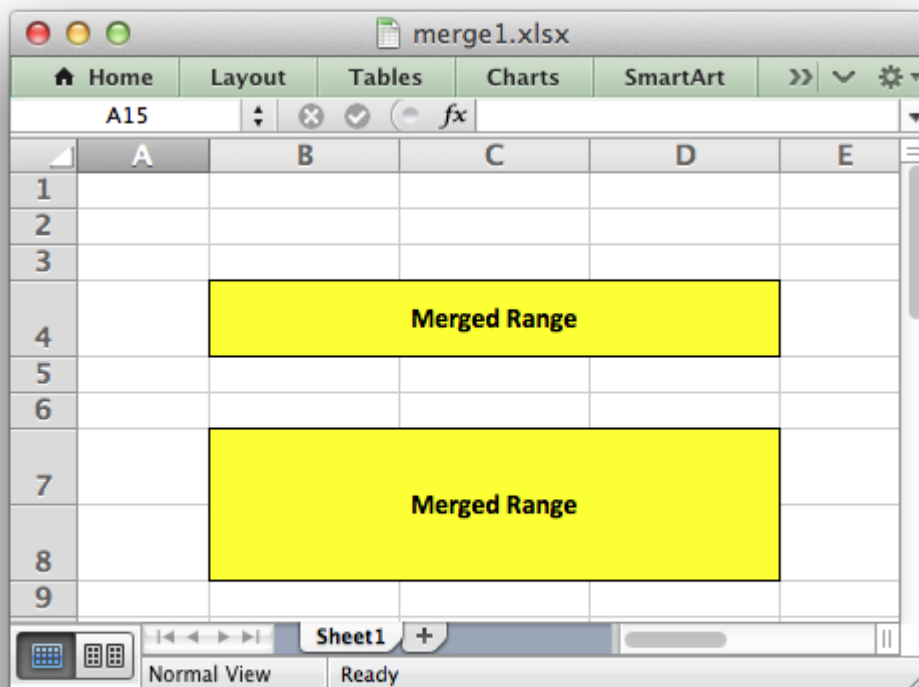 merge1.xlsx
Home Layout Tables Charts SmartArt
A15 fx
A B C D E
1
2
3
4 Merged Range
5
6
7
Merged Range
8
9
Sheet1 +
Normal View Ready